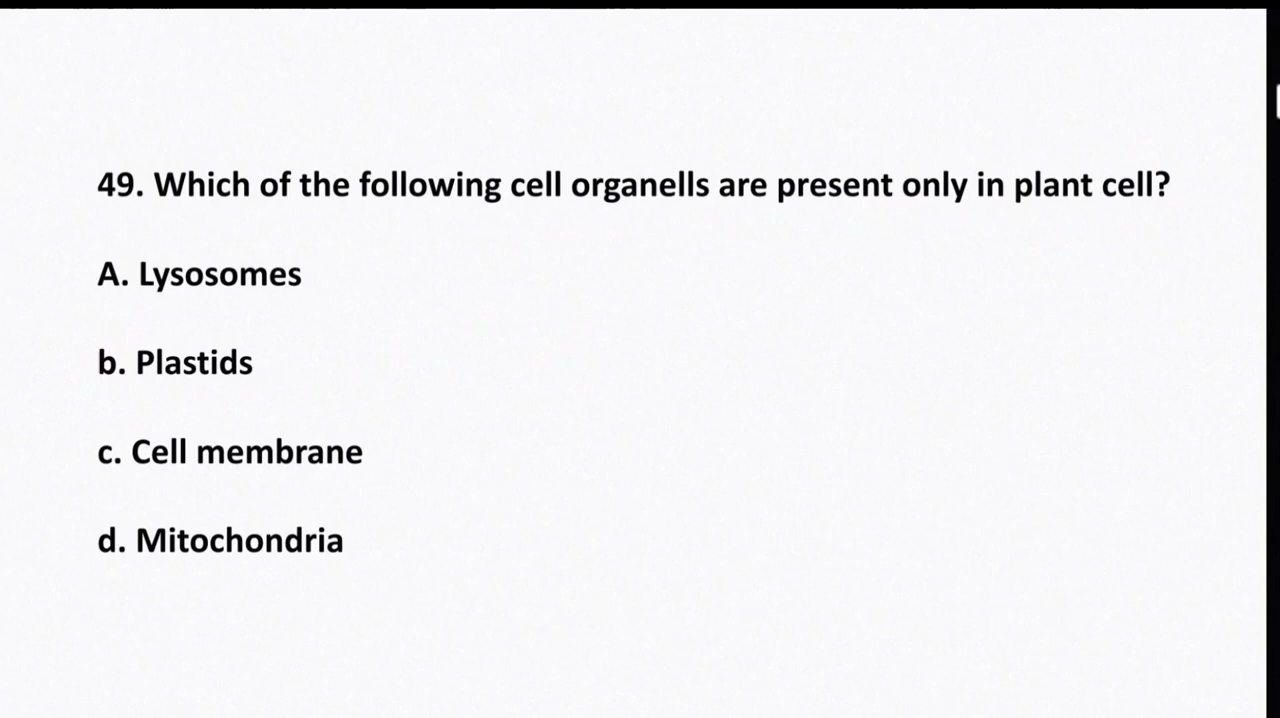 49. Which of the following cell organells are present only in plant cell?
A. Lysosomes
b. Plastids
c. Cell membrane
d. Mitochondria